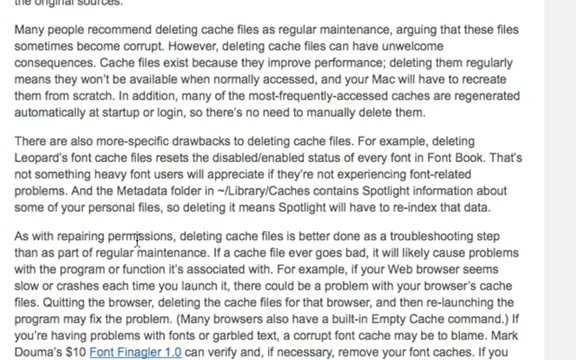 the original sources.
Many people recommend deleting cache files as regular maintenance, arguing that these files
sometimes become corrupt. However, deleting cache files can have unwelcome
consequences. Cache files exist because they improve performance; deleting them regularly
means they won't be available when normally accessed, and your Mac will have to recreate
them from scratch. In addition, many of the most-frequently-accessed caches are regenerated
automatically at startup or login, so there's no need to manually delete them.
There are also more-specific drawbacks to deleting cache files. For example, deleting
Leopard's font cache files resets the disabled/enabled status of every font in Font Book. That's
not something heavy font users will appreciate if they're not experiencing font-related
problems. And the Metadata folder in ~/Library/Caches contains Spotlight information about
some of your personal files, so deleting it means Spotlight will have to re-index that data.
As with repairing permissions, deleting cache files is better done as a troubleshooting step
than as part of regular maintenance. If a cache file ever goes bad, it will likely cause problems
with the program or function it's associated with. For example, if your Web browser seems
slow or crashes each time you launch it, there could be a problem with your browser's cache
files. Quitting the browser, deleting the cache files for that browser, and then re-launching the
program may fix the problem. (Many browsers also have a built-in Empty Cache command.) If
you're having problems with fonts or garbled text, a corrupt font cache may be to blame. Mark
Douma's $10 Font Finagler 1.0 can verify and, if necessary, remove your font caches. If you